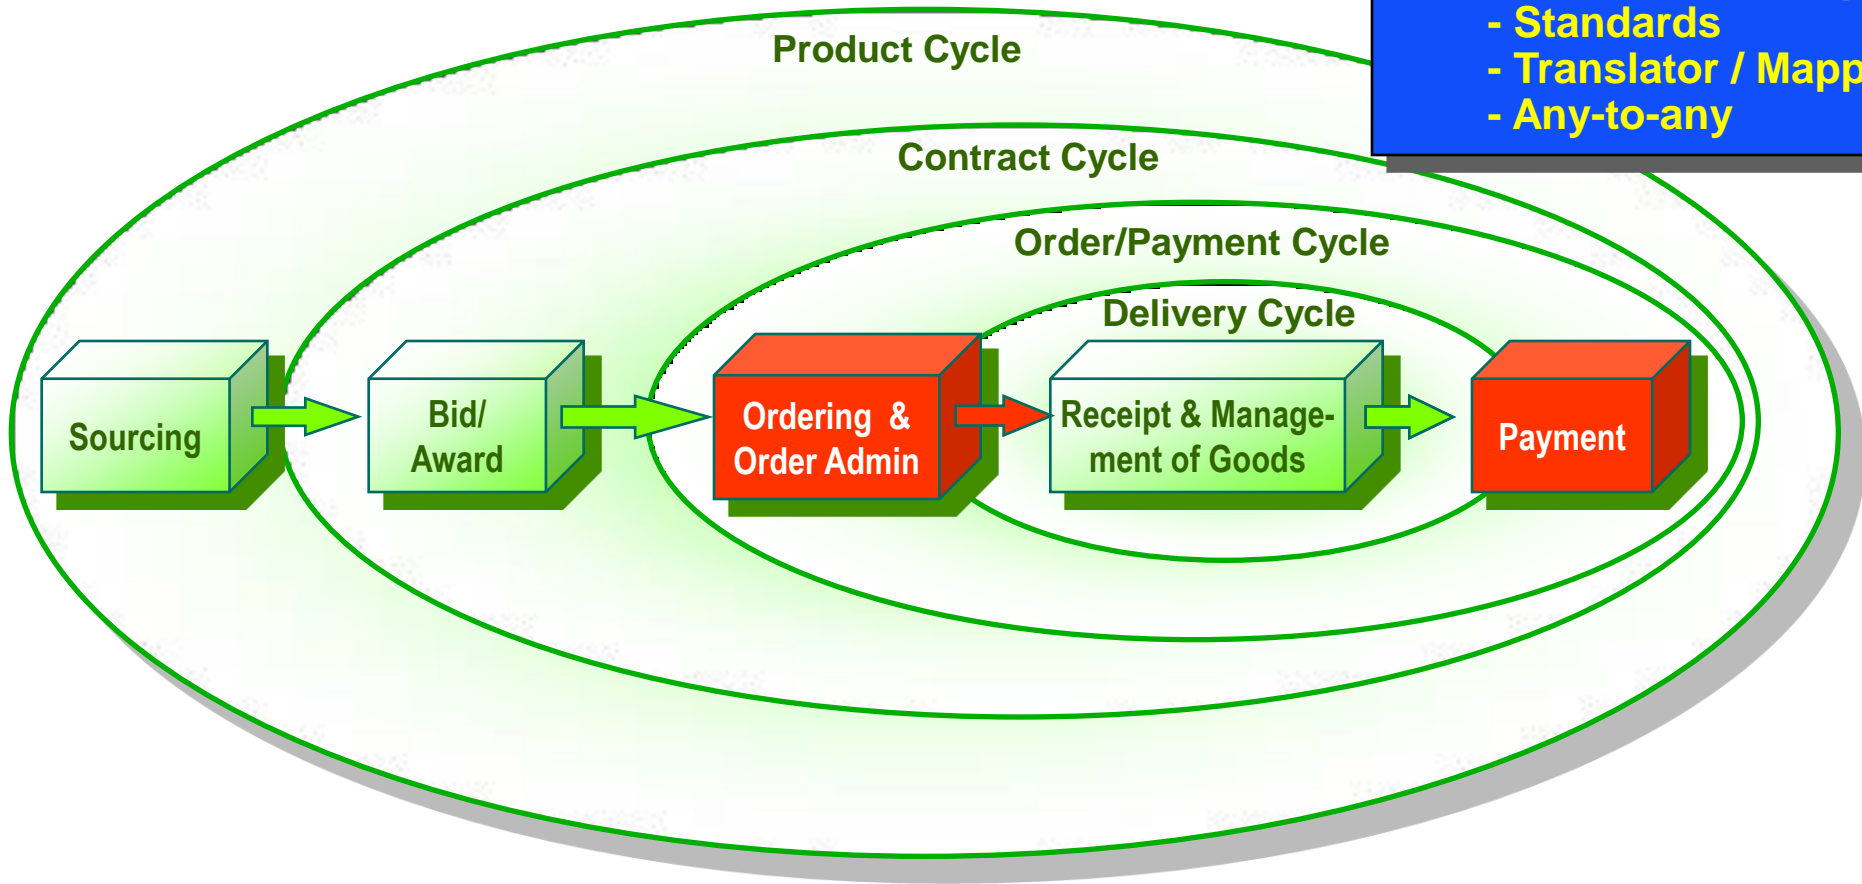 - Standards
- Translator / Mapp
- Any-to-any
Product Cycle
Contract Cycle
Order/Payment Cycle
Delivery Cycle
Sourcing
Bid/
Award
Ordering &
Order Admin
Receipt & Manage-
ment of Goods
Payment